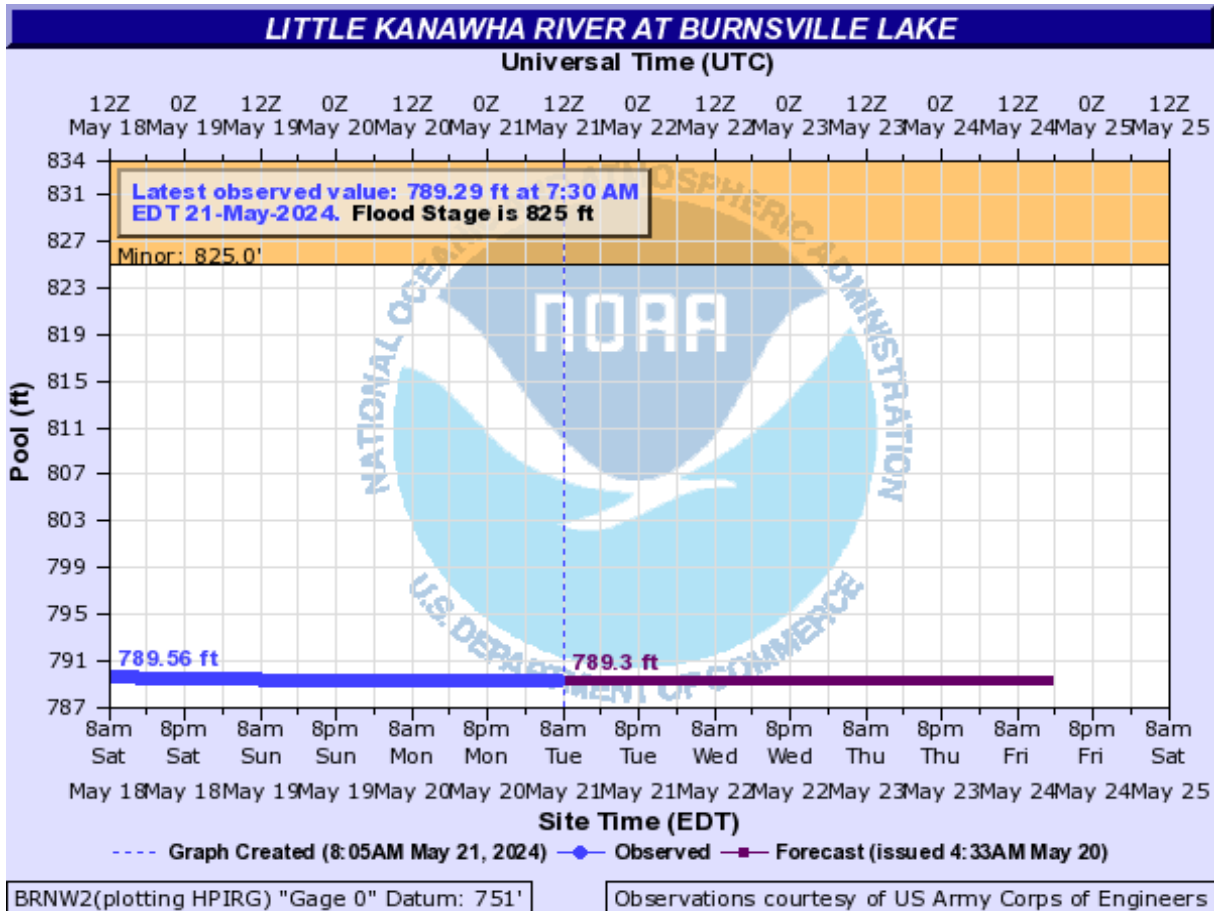 LITTLE KANAWHA RIVER AT BURNSVILLE LAKE
Universal Time (UTC)
12Z 0Z 12Z 0Z 12Z 0Z 12Z 0Z 12Z 0Z 12Z 0Z 12Z 0Z 12Z
May 18 May 19 May 19 May 20 May 20 May 21 May 21 May 22 May 22 May 23 May 23 May 24 May 24 May 25 May 25
834
831
827
823
819
815
811
807
803
799
795
791
787
Pool (ft)
Latest observed value: 789.29 ft at 7:30 AM
EDT 21-May-2024. Flood Stage is 825 ft
Minor: 825.0'
NATIONAL OCEANIC AND ATMOSPHERIC ADMINISTRATION
NOAA
U.S. DEPARTMENT OF COMMERCE
789.56 ft
789.3 ft
8am 8pm 8am 8pm 8am 8pm 8am 8pm 8am 8pm 8am 8pm 8am 8pm 8am
Sat Sat Sun Sun Mon Mon Tue Tue Wed Wed Thu Thu Fri Fri Sat
May 18 May 18 May 19 May 19 May 20 May 20 May 21 May 21 May 22 May 22 May 23 May 23 May 24 May 24 May 25
Site Time (EDT)
Graph Created (8:05AM May 21, 2024) Observed Forecast (issued 4:33AM May 20)
BRNW2(plotting HPIRG) "Gage 0" Datum: 751'
Observations courtesy of US Army Corps of Engineers